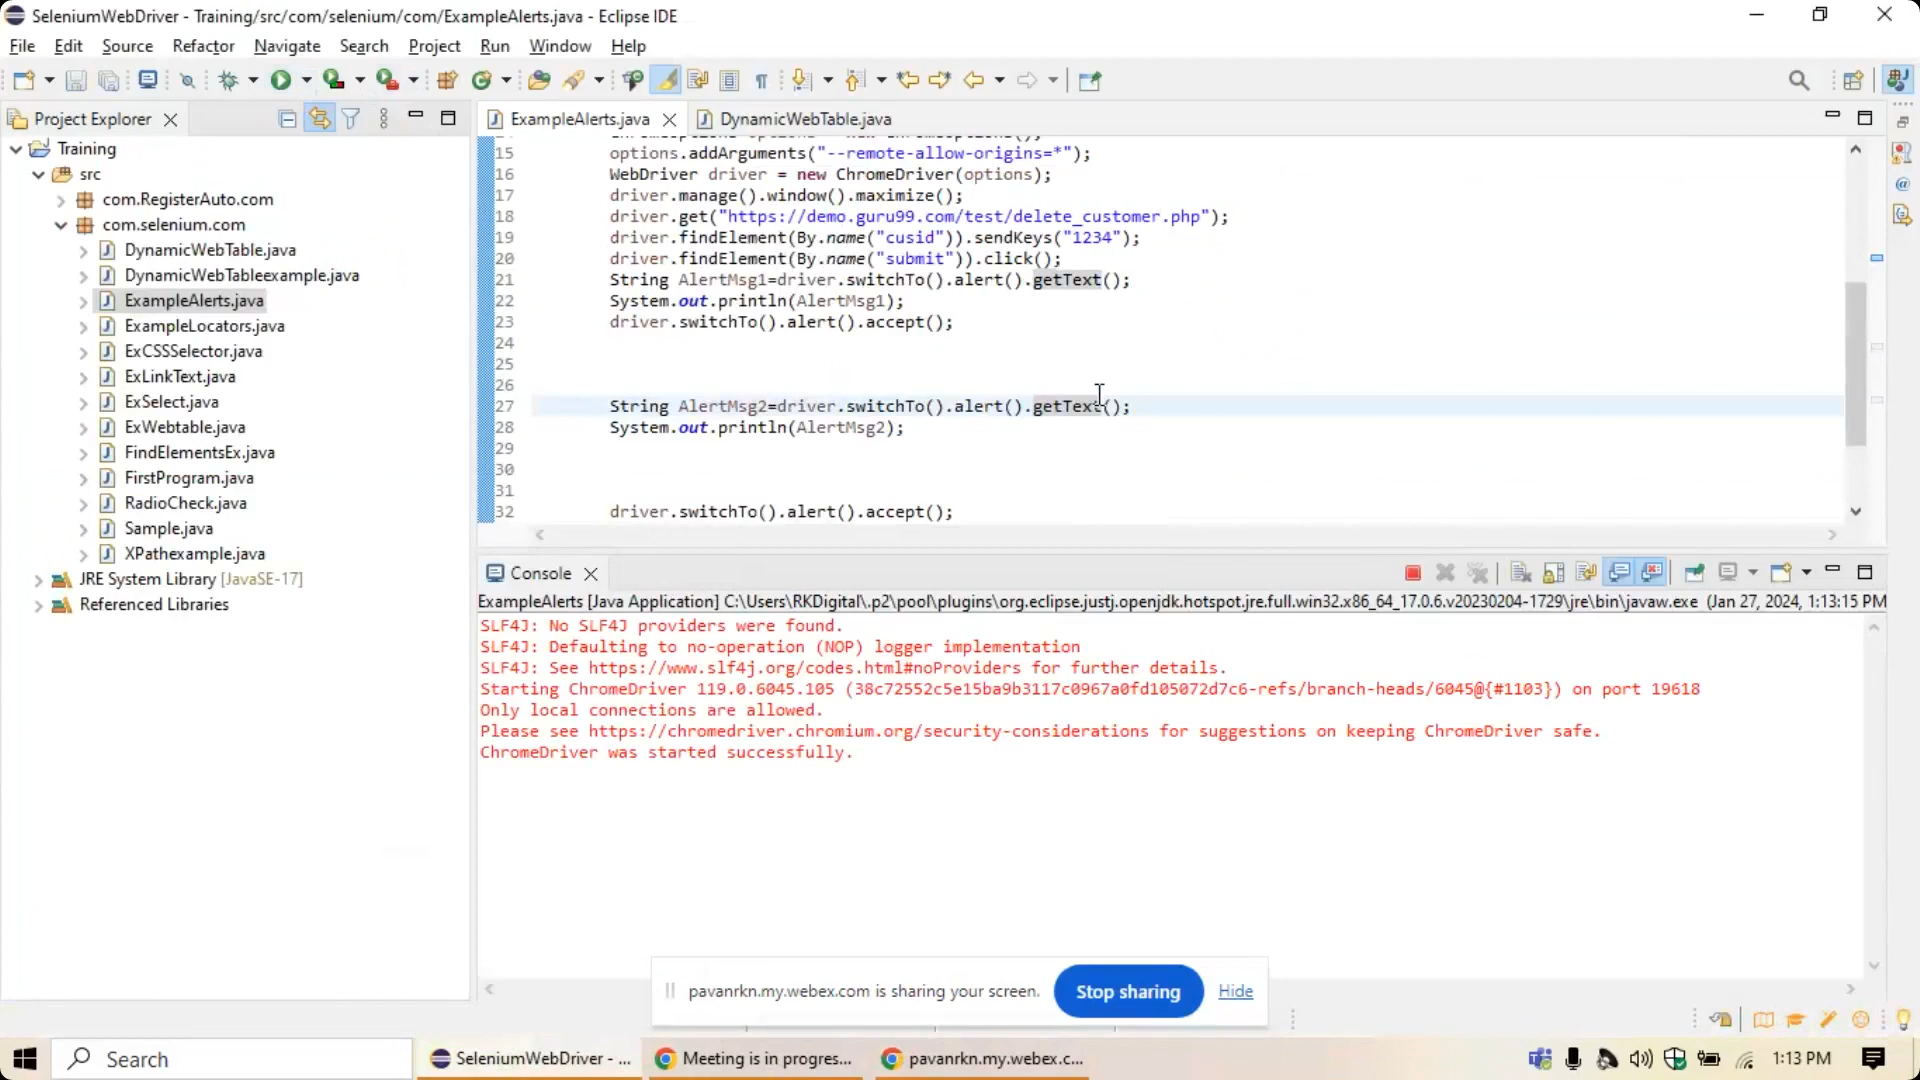 SeleniumWebDriver - Training/src/com/selenium/com/ExampleAlerts.java - Eclipse IDE
File Edit Source Refactor Navigate Search Project Run Window Help
Project Explorer
Training
src
com.RegisterAuto.com
com.selenium.com
DynamicWebTable.java
DynamicWebTableexample.java
ExampleAlerts.java
ExampleLocators.java
ExCSSSelector.java
ExLinkText.java
ExSelect.java
ExWebtable.java
FindElementsEx.java
FirstProgram.java
RadioCheck.java
Sample.java
XPathexample.java
JRE System Library [JavaSE-17]
Referenced Libraries
ExampleAlerts.java DynamicWebTable.java
15 options.addArguments("--remote-allow-origins=*");
16 WebDriver driver = new ChromeDriver(options);
17 driver.manage().window().maximize();
18 driver.get("https://demo.guru99.com/test/delete_customer.php");
19 driver.findElement(By.name("cusid")).sendKeys("1234");
20 driver.findElement(By.name("submit")).click();
21 String AlertMsg1=driver.switchTo().alert().getText();
22 System.out.println(AlertMsg1);
23 driver.switchTo().alert().accept();
24
25
26
27 String AlertMsg2=driver.switchTo().alert().getText();
28 System.out.println(AlertMsg2);
29
30
31
32 driver.switchTo().alert().accept();
Console
ExampleAlerts [Java Application] C:\Users\RKDigital\.p2\pool\plugins\org.eclipse.justj.openjdk.hotspot.jre.full.win32.x86_64_17.0.6.v20230204-1729\jre\bin\javaw.exe (Jan 27, 2024, 1:13:15 PM
SLF4J: No SLF4J providers were found.
SLF4J: Defaulting to no-operation (NOP) logger implementation
SLF4J: See https://www.slf4j.org/codes.html#noProviders for further details.
Starting ChromeDriver 119.0.6045.105 (38c72552c5e15ba9b3117c0967a0fd105072d7c6-refs/branch-heads/6045@{#1103}) on port 19618
Only local connections are allowed.
Please see https://chromedriver.chromium.org/security-considerations for suggestions on keeping ChromeDriver safe.
ChromeDriver was started successfully.
pavanrkn.my.webex.com is sharing your screen. Stop sharing Hide
Search
SeleniumWebDriver - ...
Meeting is in progres...
pavanrkn.my.webex.c...
1:13 PM